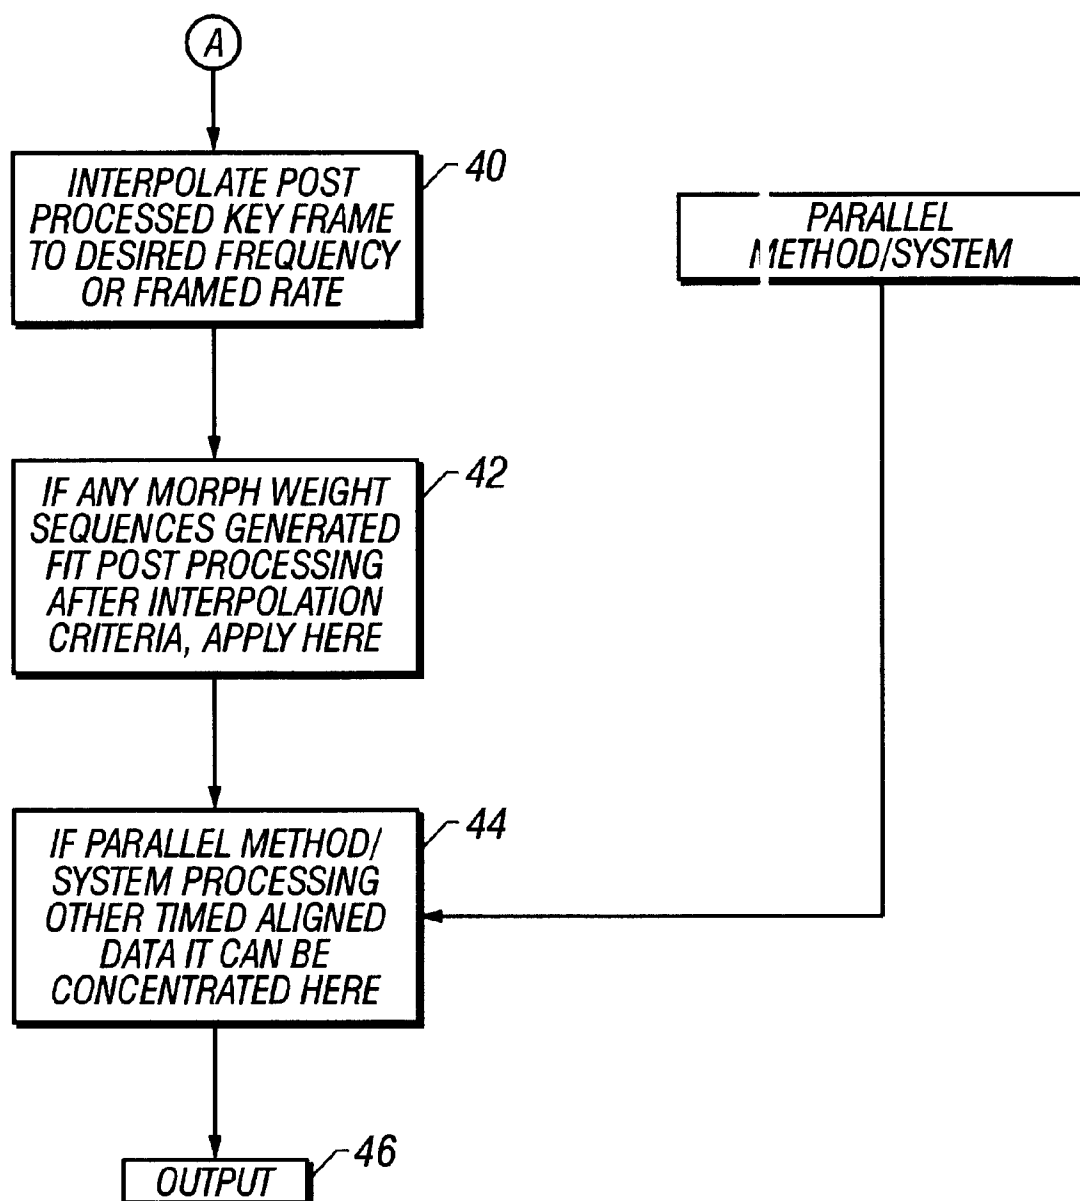 A
INTERPOLATE POST
PROCESSED KEY FRAME
TO DESIRED FREQUENCY
OR FRAMED RATE
40
PARALLEL
METHOD/SYSTEM
IF ANY MORPH WEIGHT
SEQUENCES GENERATED
FIT POST PROCESSING
AFTER INTERPOLATION
CRITERIA, APPLY HERE
42
IF PARALLEL METHOD/
SYSTEM PROCESSING
OTHER TIMED ALIGNED
DATA IT CAN BE
CONCENTRATED HERE
44
OUTPUT
46